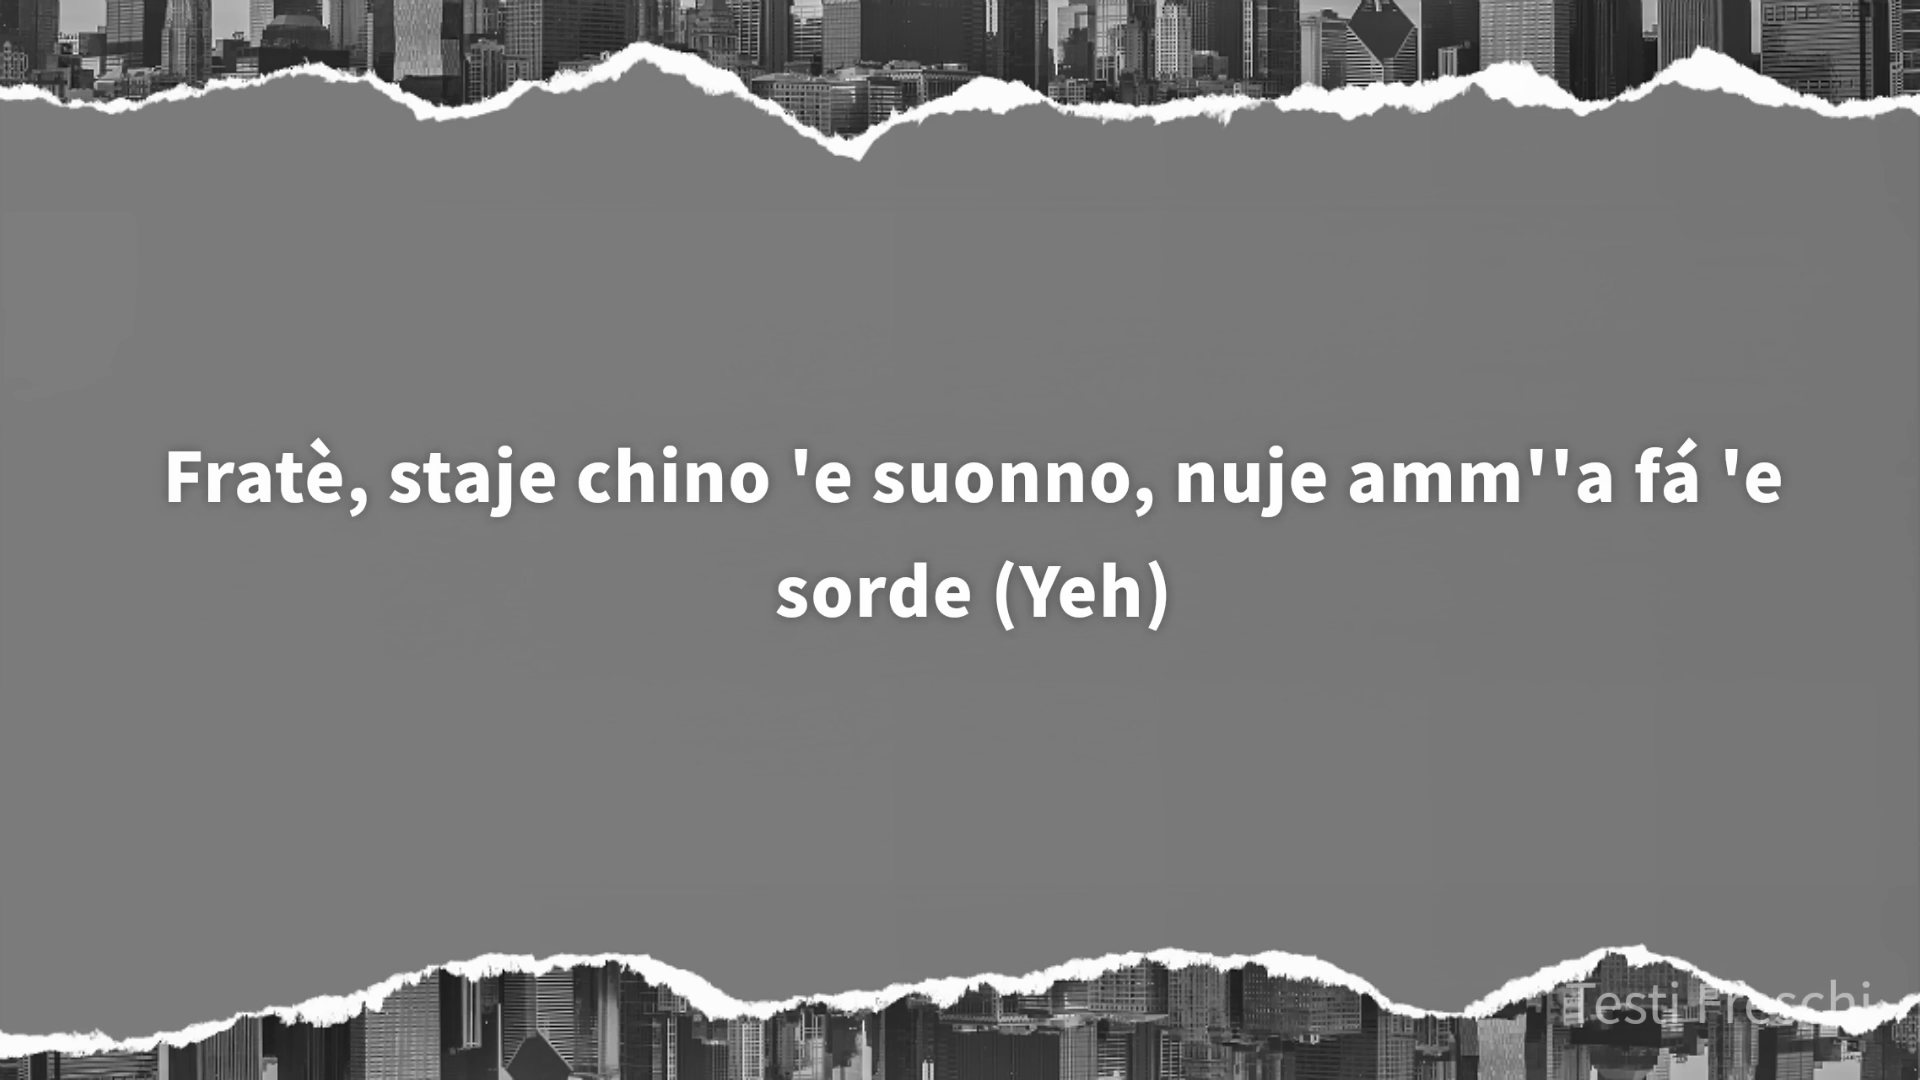 Fratè, staje chino 'e suonno, nuje amm''a fá 'e
sorde (Yeh)
Testi Freschi